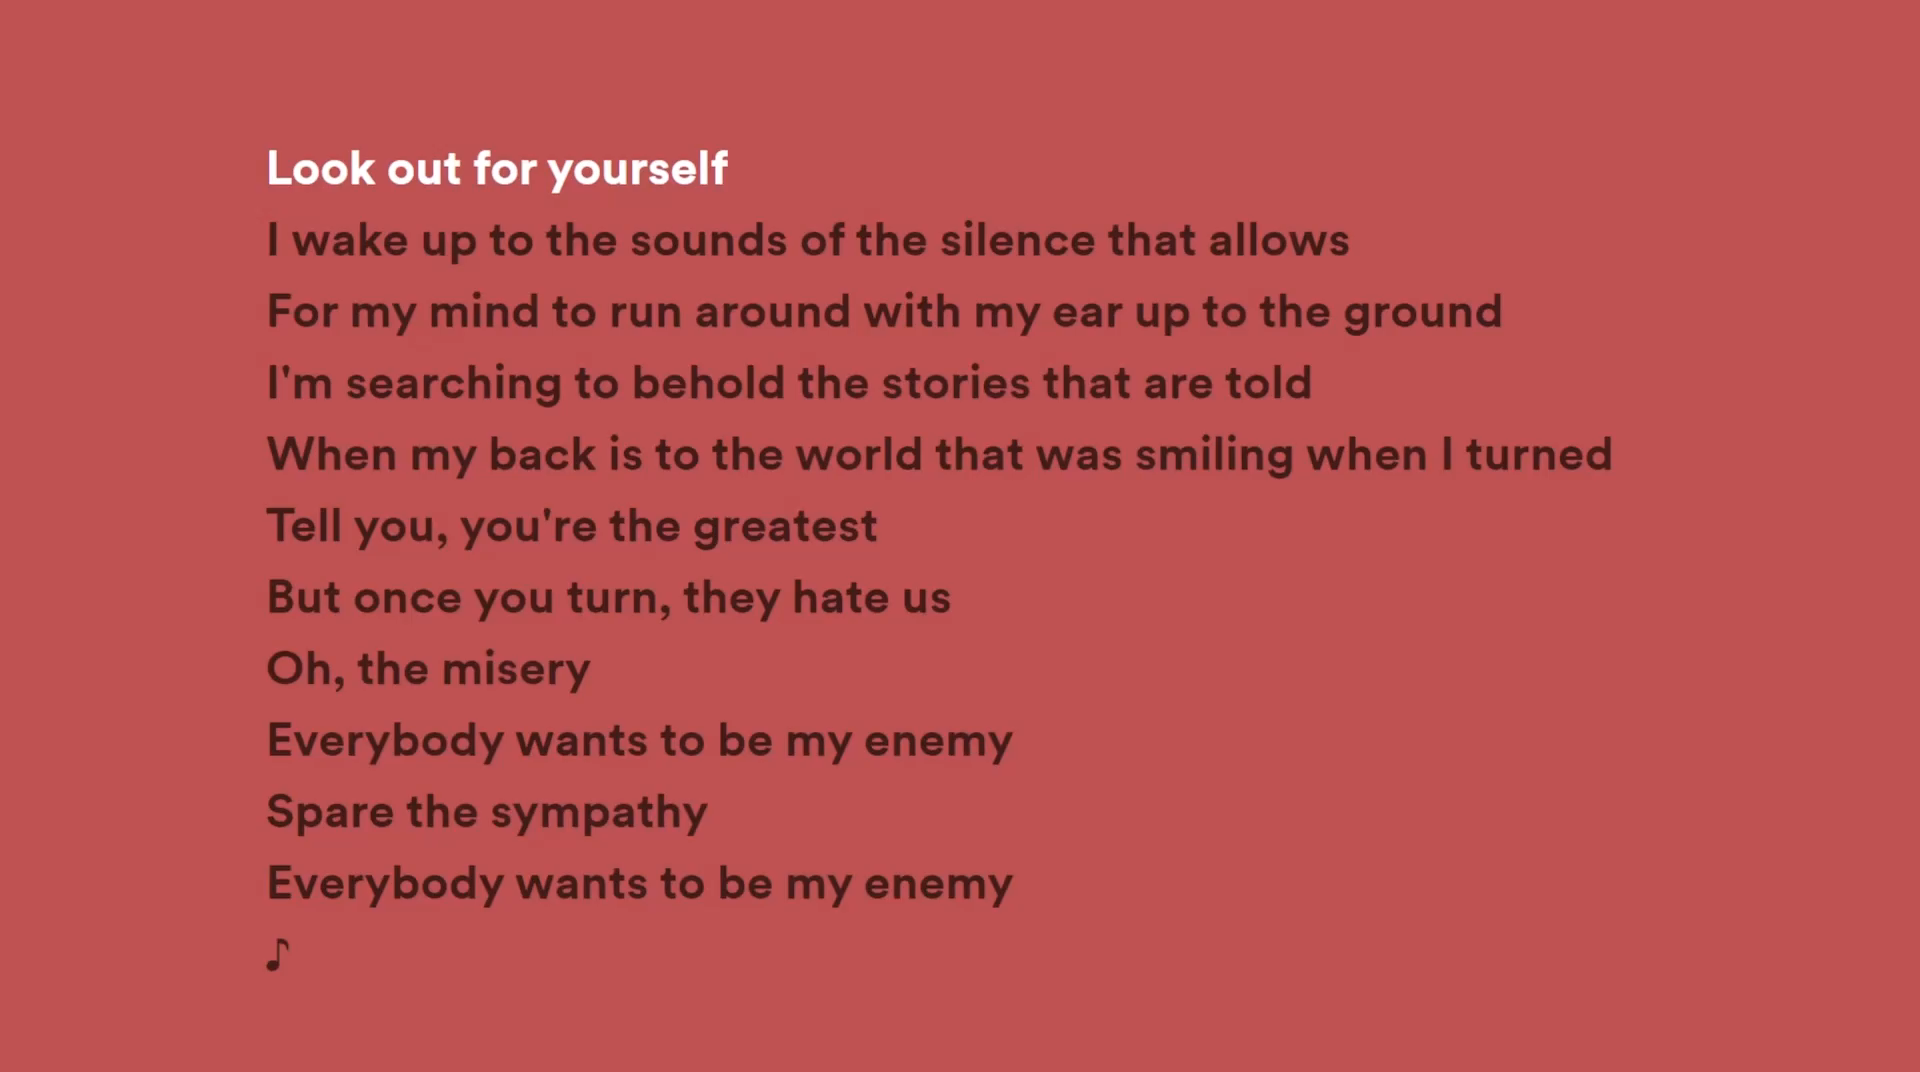 Look out for yourself
I wake up to the sounds of the silence that allows
For my mind to run around with my ear up to the ground
I'm searching to behold the stories that are told
When my back is to the world that was smiling when I turned
Tell you, you're the greatest
But once you turn, they hate us
Oh, the misery
Everybody wants to be my enemy
Spare the sympathy
Everybody wants to be my enemy
♪